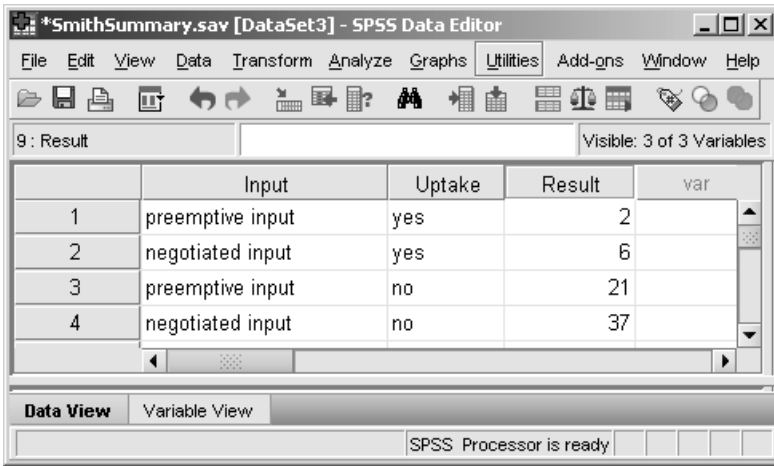 *SmithSummary.sav [DataSet3] - SPSS Data Editor
File Edit View Data Transform Analyze Graphs Utilities Add-ons Window Help
9 : Result Visible: 3 of 3 Variables
Input Uptake Result var
1 preemptive input yes 2
2 negotiated input yes 6
3 preemptive input no 21
4 negotiated input no 37
Data View Variable View
SPSS Processor is ready